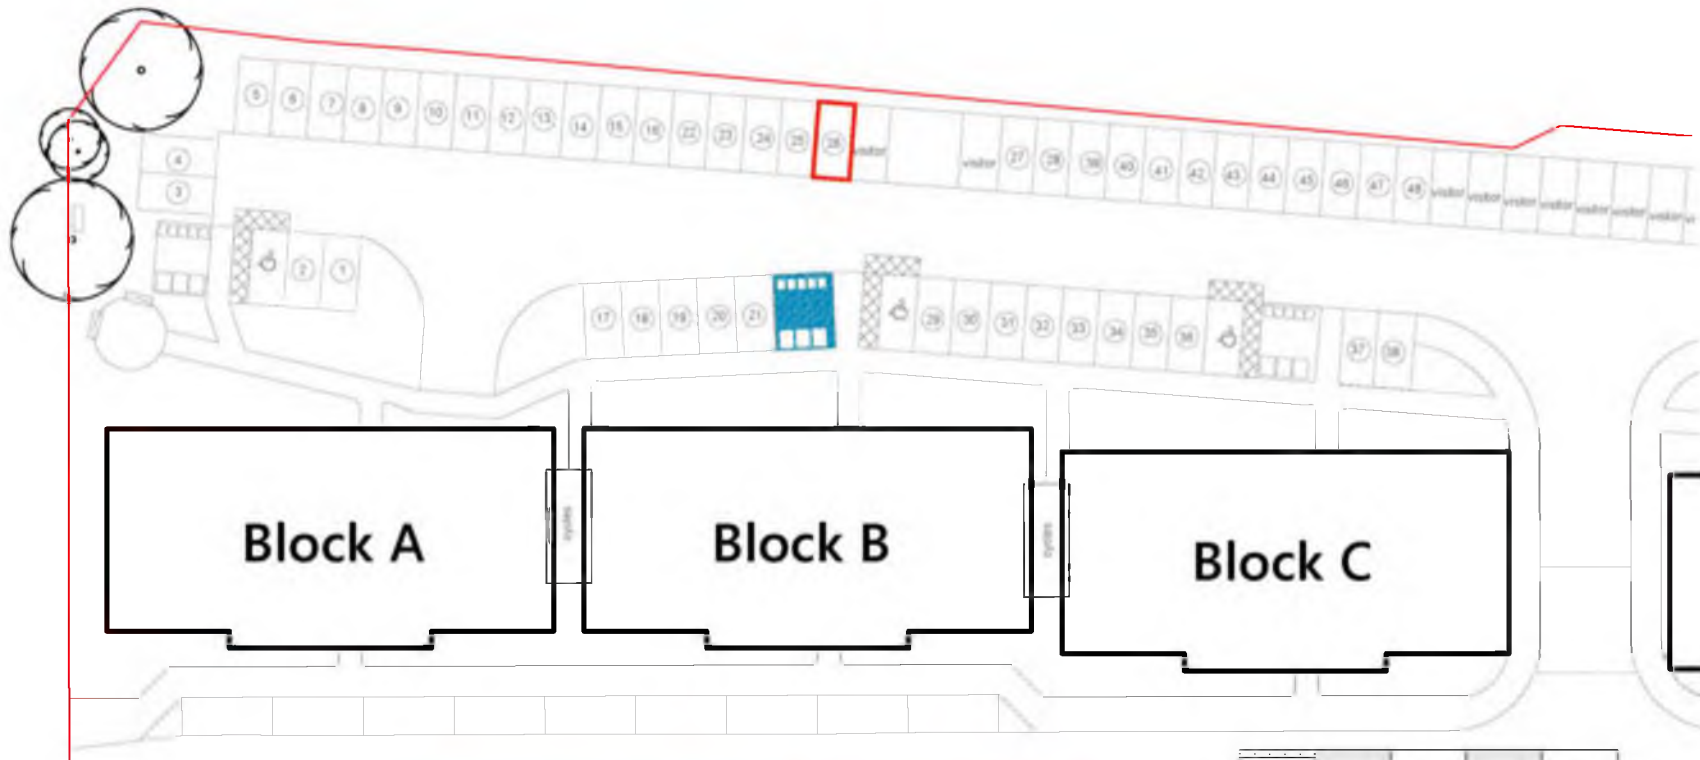 5 6 7 8 9 10 11 12 13 14 15 16 22 23 24 25 26 visitor
visitor 27 28 39 40 41 42 43 44 45 46 47 48 visitor visitor visitor visitor visitor visitor visitor
4
3
2 1
17 18 19 20 21
29 30 31 32 33 34 35 36
37 38
Block A
cycles
Block B
cycles
Block C